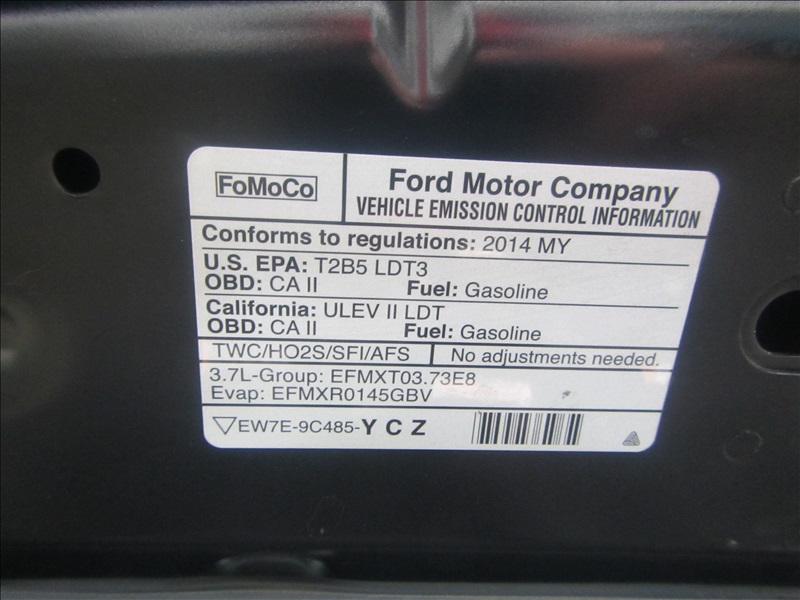 FoMoCo
Ford Motor Company
VEHICLE EMISSION CONTROL INFORMATION
Conforms to regulations: 2014 MY
U.S. EPA: T2B5 LDT3
OBD: CA II Fuel: Gasoline
California: ULEV II LDT
OBD: CA II Fuel: Gasoline
TWC/HO2S/SFI/AFS No adjustments needed.
3.7L-Group: EFMXT03.73E8
Evap: EFMXR0145GBV
EW7E-9C485-Y C Z